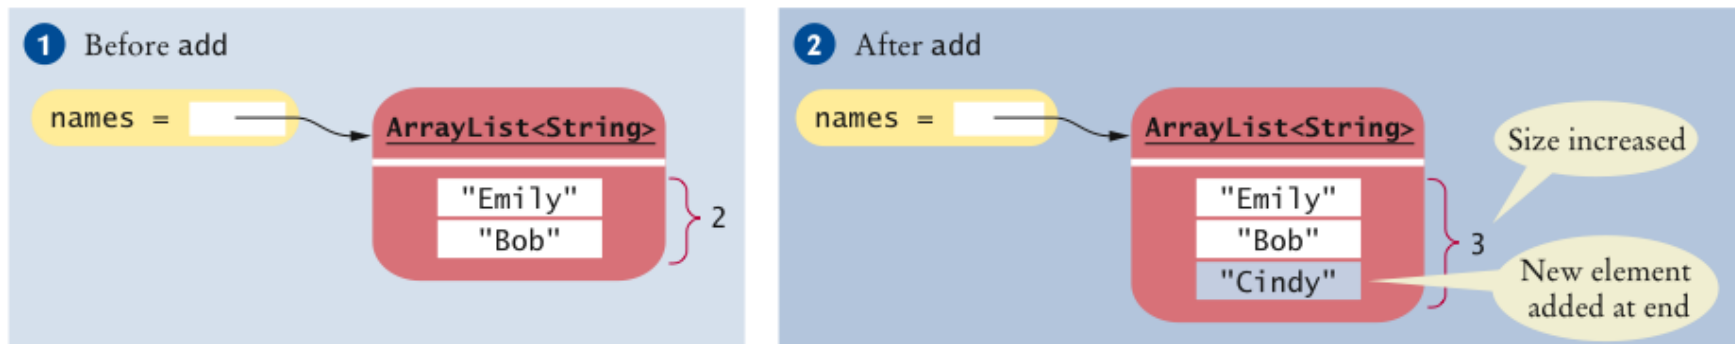 1 Before add
names =
ArrayList<String>
"Emily"
"Bob"
2
2 After add
names =
ArrayList<String>
"Emily"
"Bob"
"Cindy"
3
Size increased
New element
added at end